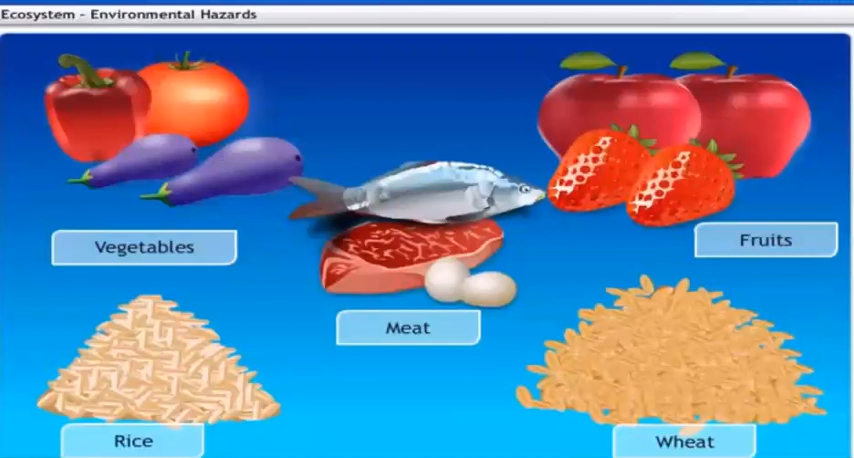 Ecosystem - Environmental Hazards
Vegetables
Fruits
Meat
Rice
Wheat